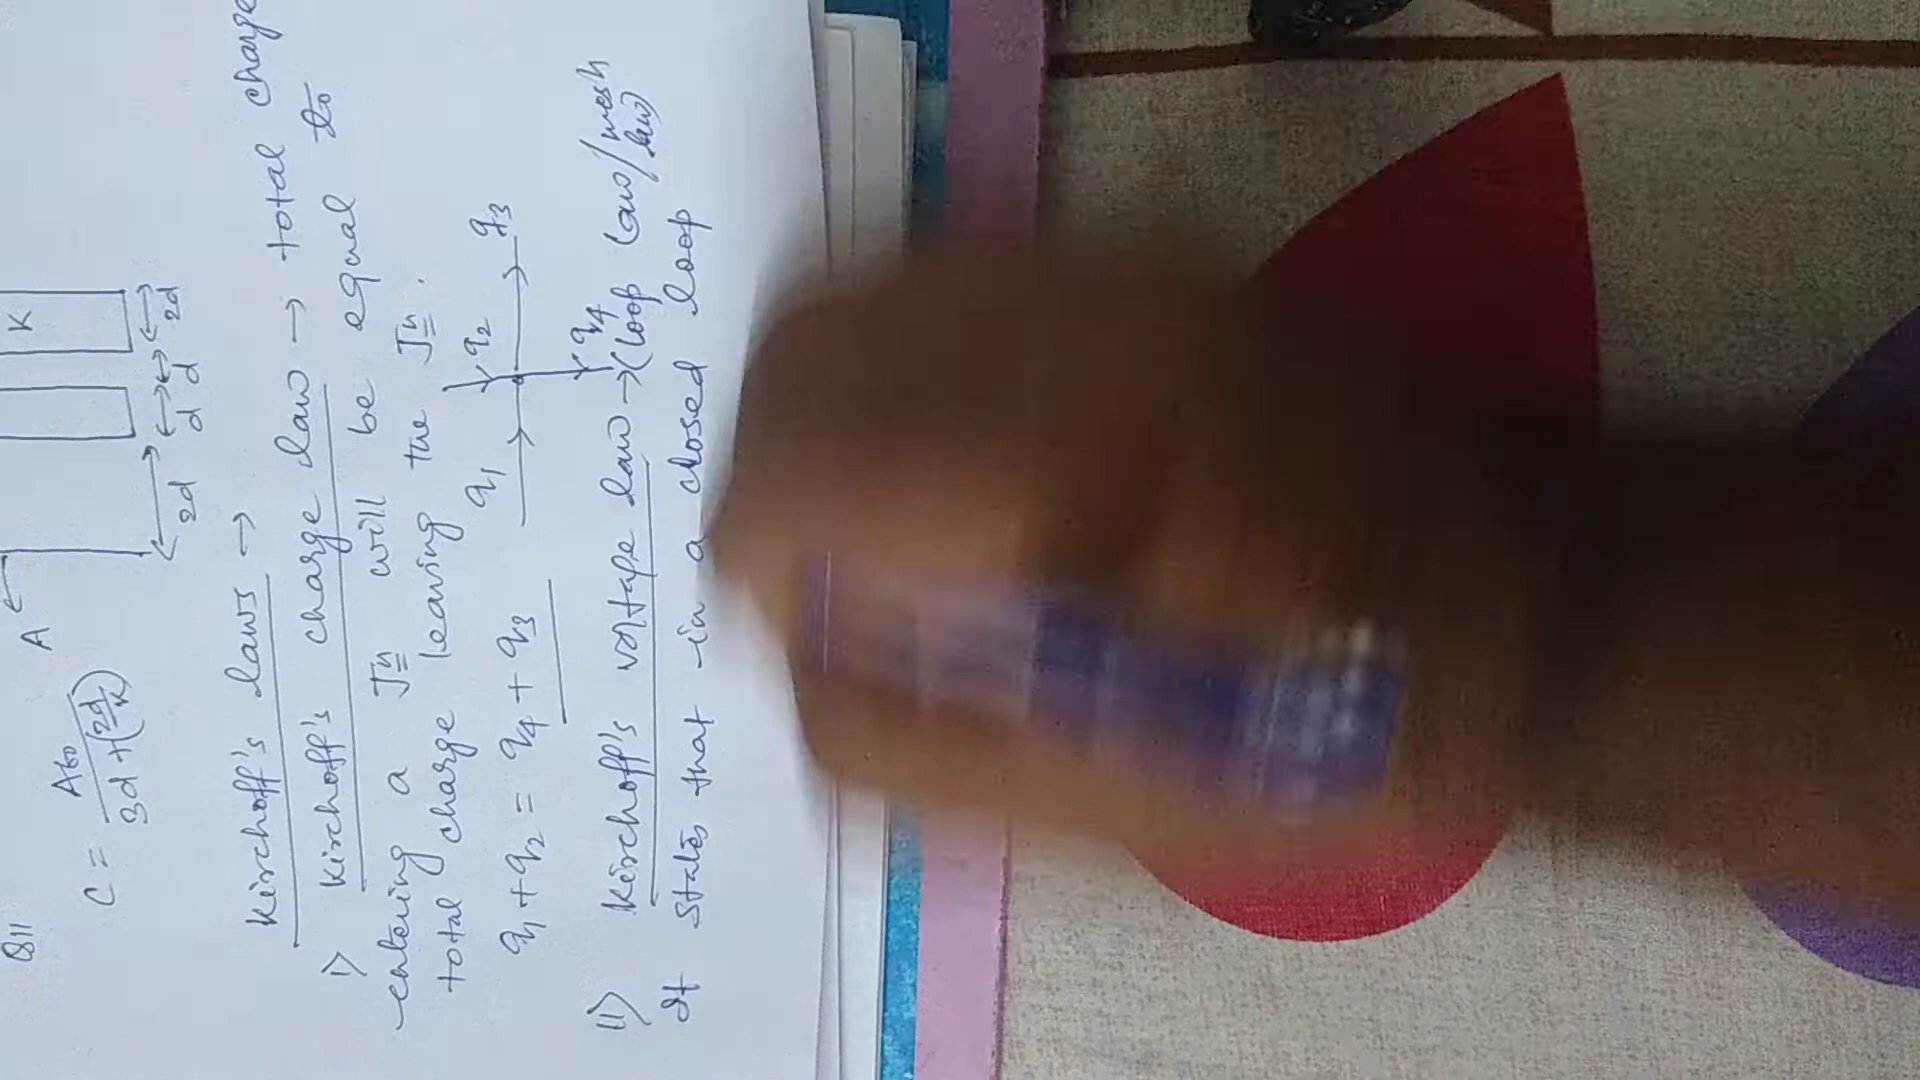 Q11
A
K
2d d d 2d
C = Aε₀ / 3d + (2d/K)
Kirchoff's laws →
i) Kirchoff's charge law → total charge
entering a Jn will be equal to
total charge leaving the Jn.
q1 + q2 = q4 + q3
q1 q2 q3
q4
ii) Kirchoff's voltage law → (loop law/mesh law)
It states that in a closed loop